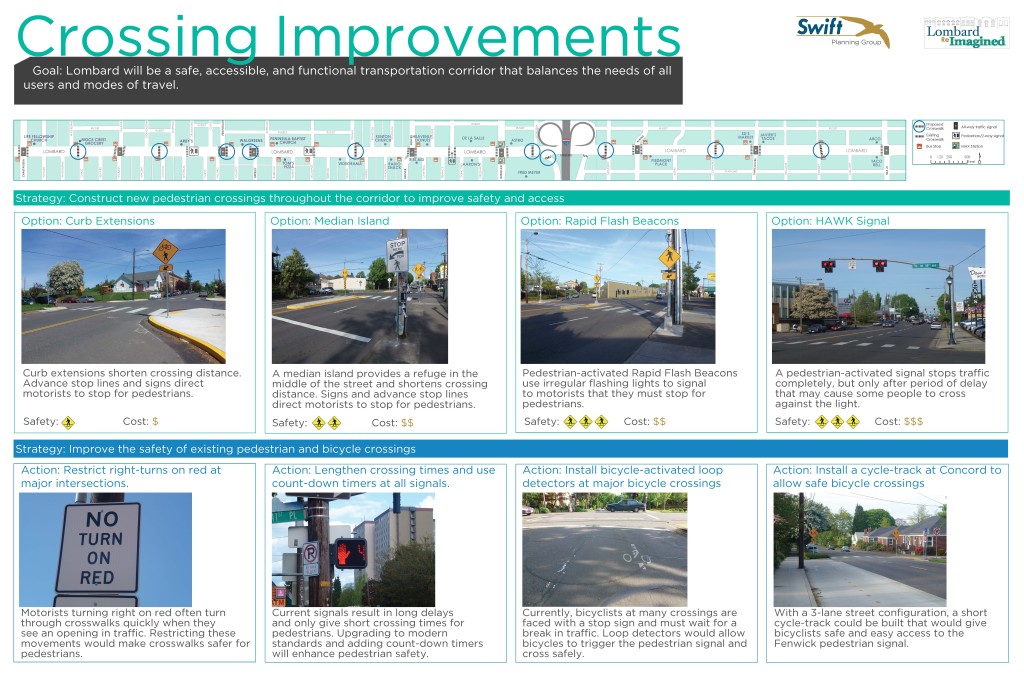 Crossing Improvements
Swift
Planning Group
Lombard
Re Imagined
Goal: Lombard will be a safe, accessible, and functional transportation corridor that balances the needs of all
users and modes of travel.
LOMBARD
LOMBARD
LOMBARD
LOMBARD
LOMBARD
Strategy: Construct new pedestrian crossings throughout the corridor to improve safety and access
Option: Curb Extensions
Curb extensions shorten crossing distance.
Advance stop lines and signs direct
motorists to stop for pedestrians.
Safety:
Cost: $
Option: Median Island
STOP
A median island provides a refuge in the
middle of the street and shortens crossing
distance. Signs and advance stop lines
direct motorists to stop for pedestrians.
Safety:
Cost: $$
Option: Rapid Flash Beacons
Pedestrian-activated Rapid Flash Beacons
use irregular flashing lights to signal
to motorists that they must stop for
pedestrians.
Safety:
Cost: $$
Option: HAWK Signal
A pedestrian-activated signal stops traffic
completely, but only after period of delay
that may cause some people to cross
against the light.
Safety:
Cost: $$$
Strategy: Improve the safety of existing pedestrian and bicycle crossings
Action: Restrict right-turns on red at
major intersections.
NO
TURN
ON
RED
Motorists turning right on red often turn
through crosswalks quickly when they
see an opening in traffic. Restricting these
movements would make crosswalks safer for
pedestrians.
Action: Lengthen crossing times and use
count-down timers at all signals.
Current signals result in long delays
and only give short crossing times for
pedestrians. Upgrading to modern
standards and adding count-down timers
will enhance pedestrian safety.
Action: Install bicycle-activated loop
detectors at major bicycle crossings
Currently, bicyclists at many crossings are
faced with a stop sign and must wait for a
break in traffic. Loop detectors would allow
bicycles to trigger the pedestrian signal and
cross safely.
Action: Install a cycle-track at Concord to
allow safe bicycle crossings
With a 3-lane street configuration, a short
cycle-track could be built that would give
bicyclists safe and easy access to the
Fenwick pedestrian signal.